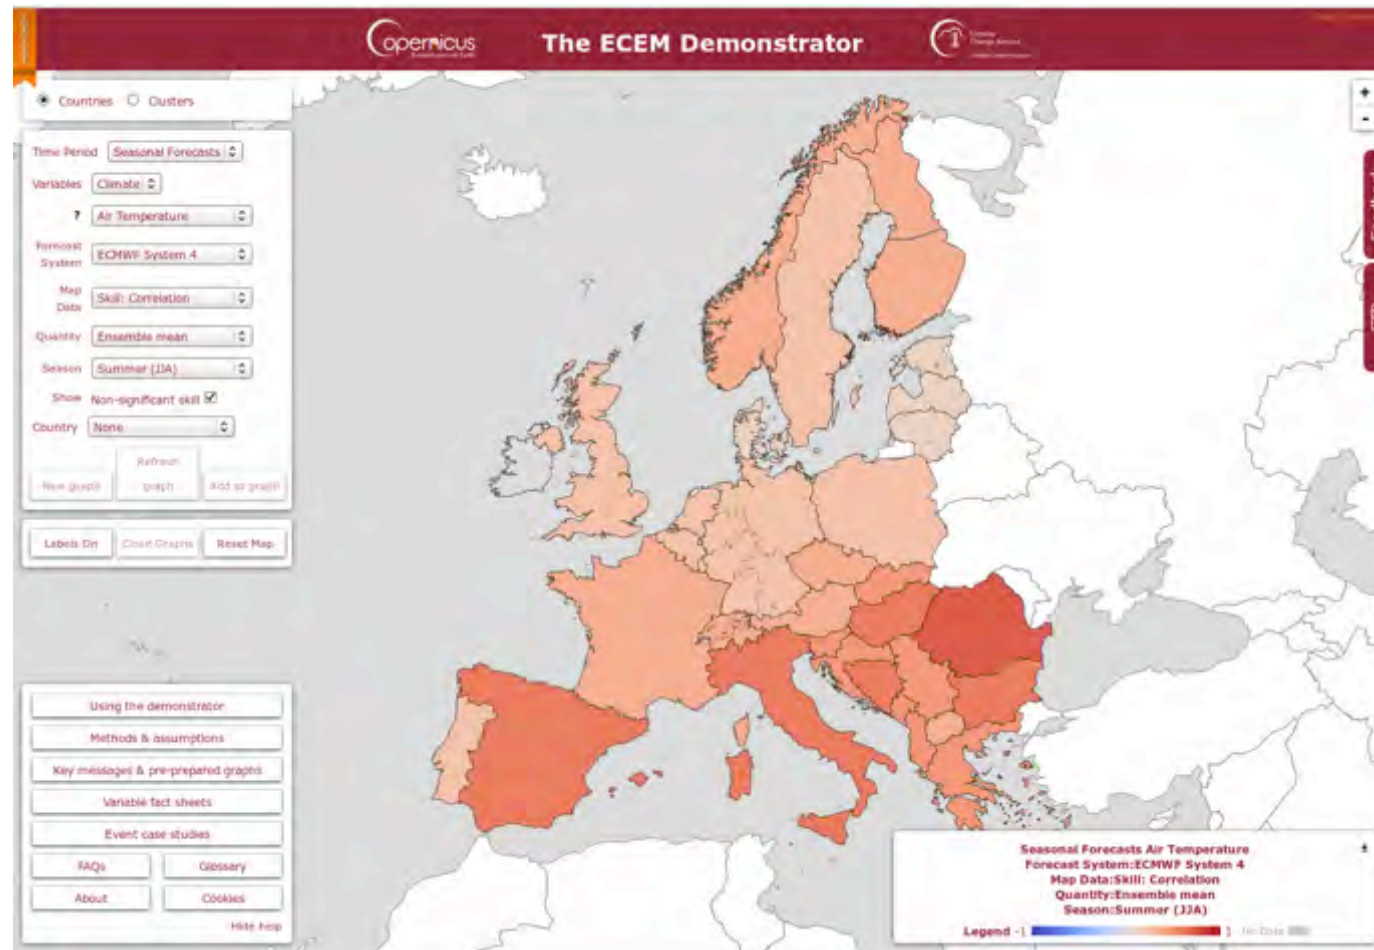 Copernicus
The ECEM Demonstrator
Countries Clusters
Time Period Seasonal Forecasts
Variables Climate
? Air Temperature
Forecast System ECMWF System 4
Map Data Skill: Correlation
Quantity Ensemble mean
Season Summer (JJA)
Show Non-significant skill
Country None
New graph Refresh graph Add to graph
Labels On Close Graphs Reset Map
Using the demonstrator
Methods & assumptions
Key messages & pre-prepared graphs
Variable fact sheets
Event case studies
FAQs Glossary
About Cookies
Hide help
+
-
Seasonal Forecasts Air Temperature
Forecast System:ECMWF System 4
Map Data:Skill: Correlation
Quantity:Ensemble mean
Season:Summer (JJA)
Legend -1 1 No Data